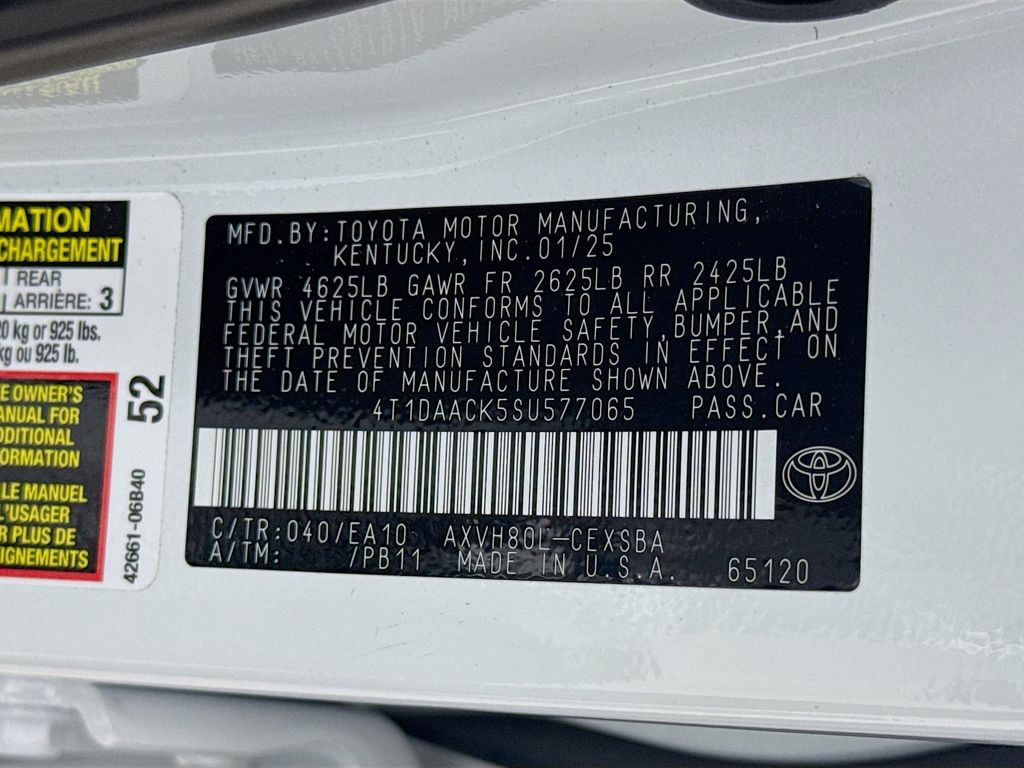 MATION
CHARGEMENT
REAR
ARRIÈRE: 3
kg or 925 lbs.
kg ou 925 lb.
OWNER'S
MANUAL FOR
LE MANUEL
PLUS DE
52
42661-06B40
MFD.BY:TOYOTA MOTOR MANUFACTURING,
KENTUCKY,INC.01/25
GVWR 4625LB GAWR FR 2625LB RR 2425LB
THIS VEHICLE CONFORMS TO ALL APPLICABLE
FEDERAL MOTOR VEHICLE SAFETY,BUMPER,AND
THEFT PREVENTION STANDARDS IN EFFECT ON
THE DATE OF MANUFACTURE SHOWN ABOVE.
4T1DAACK5SU577065 PASS.CAR
C/TR:040/EA10 AXVH80L-CEXSBA
A/TM: /PB11 MADE IN U.S.A. 65120